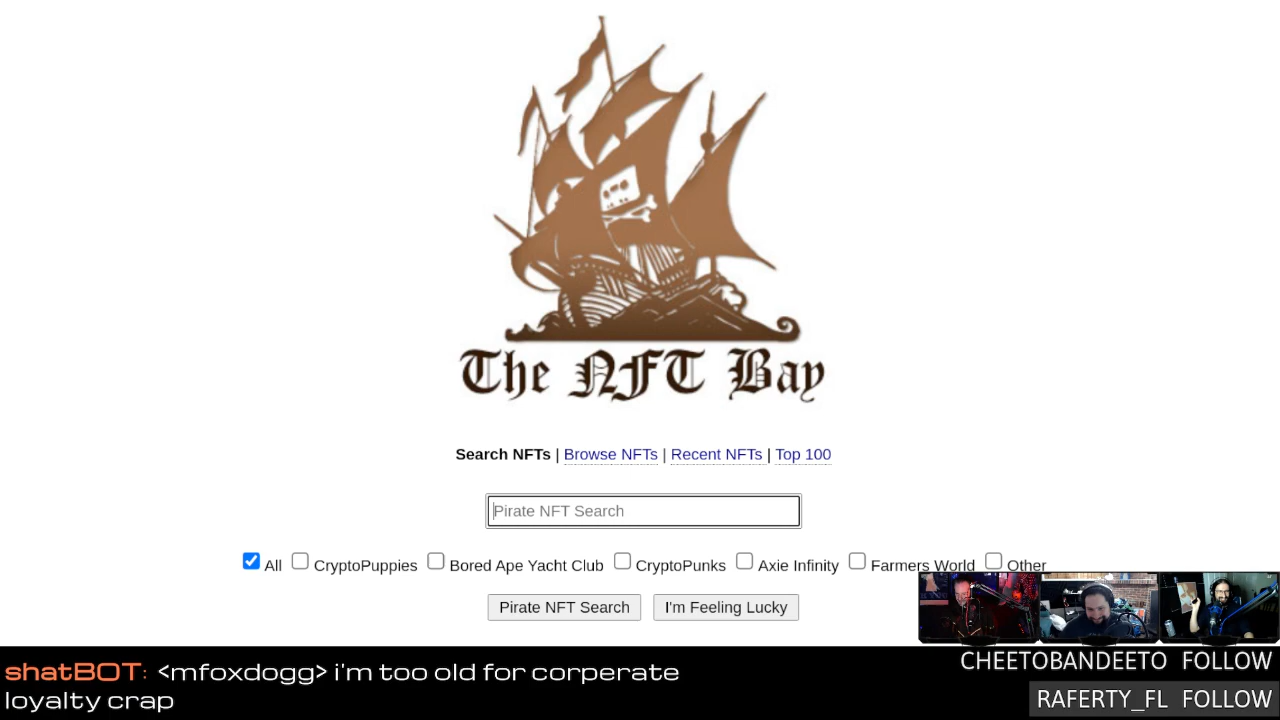 The NFT Bay
Search NFTs | Browse NFTs | Recent NFTs | Top 100
Pirate NFT Search
All CryptoPuppies Bored Ape Yacht Club CryptoPunks Axie Infinity Farmers World Other
Pirate NFT Search I'm Feeling Lucky
shatBOT: <mfoxdogg> i'm too old for corperate
loyalty crap
CHEETOBANDEETO FOLLOW
RAFERTY_FL FOLLOW